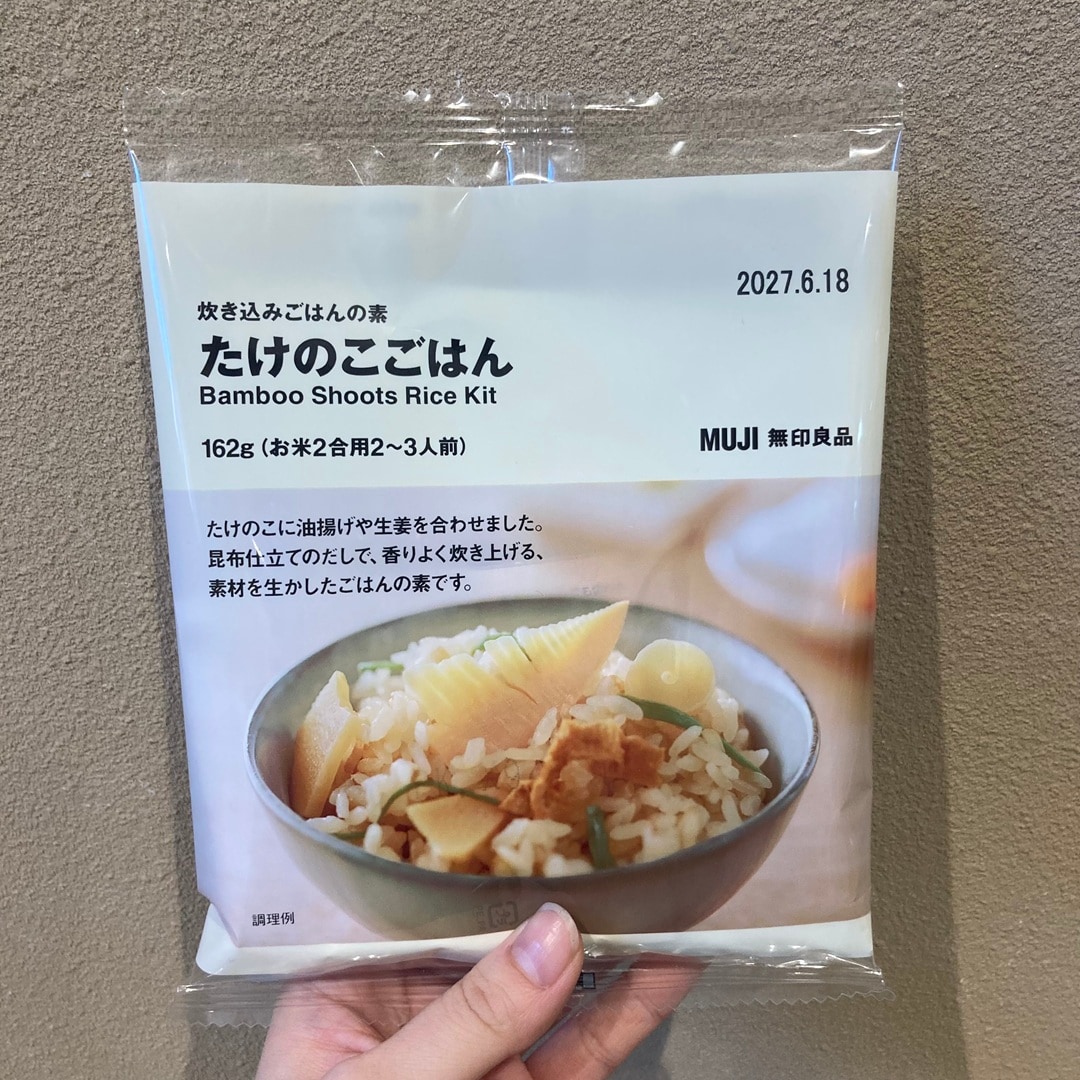 2027.6.18
炊き込みごはんの素
たけのこごはん
Bamboo Shoots Rice Kit
162g (お米2合用2〜3人前)
MUJI 無印良品
たけのこに油揚げや生姜を合わせました。
昆布仕立てのだしで、香りよく炊き上げる、
素材を生かしたごはんの素です。
調理例